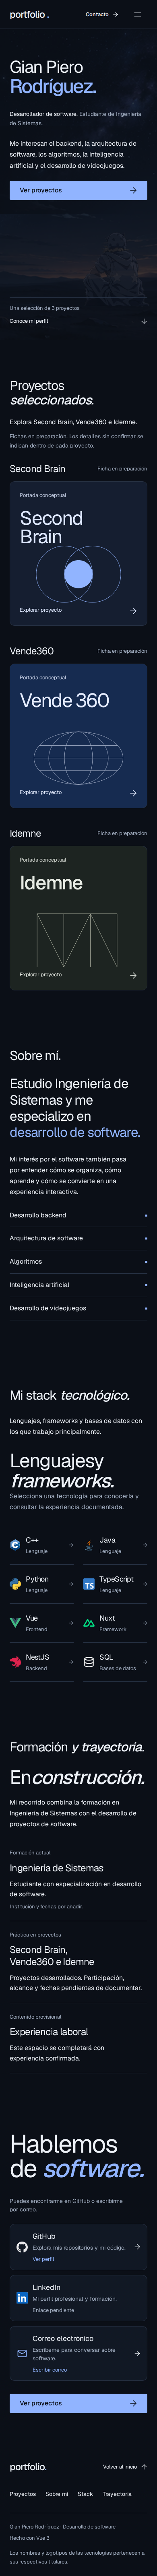 portfolio .
Contacto
Gian Piero
Rodríguez.
Desarrollador de software. Estudiante de Ingeniería
de Sistemas.
Me interesan el backend, la arquitectura de
software, los algoritmos, la inteligencia
artificial y el desarrollo de videojuegos.
Ver proyectos
Una selección de 3 proyectos
Conoce mi perfil
Proyectos
seleccionados.
Explora Second Brain, Vende360 e Idemne.
Fichas en preparación. Los detalles sin confirmar se
indican dentro de cada proyecto.
Second Brain
Ficha en preparación
Portada conceptual
Second
Brain
Explorar proyecto
Vende360
Ficha en preparación
Portada conceptual
Vende 360
Explorar proyecto
Idemne
Ficha en preparación
Portada conceptual
Idemne
Explorar proyecto
Sobre mí.
Estudio Ingeniería de
Sistemas y me
especializo en
desarrollo de software.
Mi interés por el software también pasa
por entender cómo se organiza, cómo
aprende y cómo se convierte en una
experiencia interactiva.
Desarrollo backend
Arquitectura de software
Algoritmos
Inteligencia artificial
Desarrollo de videojuegos
Mi stack tecnológico.
Lenguajes, frameworks y bases de datos con
los que trabajo principalmente.
Lenguajesy
frameworks.
Selecciona una tecnología para conocerla y
consultar la experiencia documentada.
C++
Lenguaje
Java
Lenguaje
Python
Lenguaje
TypeScript
Lenguaje
Vue
Frontend
Nuxt
Framework
NestJS
Backend
SQL
Bases de datos
Formación y trayectoria.
Enconstrucción.
Mi recorrido combina la formación en
Ingeniería de Sistemas con el desarrollo de
proyectos de software.
Formación actual
Ingeniería de Sistemas
Estudiante con especialización en desarrollo
de software.
Institución y fechas por añadir.
Práctica en proyectos
Second Brain,
Vende360 e Idemne
Proyectos desarrollados. Participación,
alcance y fechas pendientes de documentar.
Contenido provisional
Experiencia laboral
Este espacio se completará con
experiencia confirmada.
Hablemos
de software.
Puedes encontrarme en GitHub o escribirme
por correo.
GitHub
Explora mis repositorios y mi código.
Ver perfil
LinkedIn
Mi perfil profesional y formación.
Enlace pendiente
Correo electrónico
Escríbeme para conversar sobre
software.
Escribir correo
Ver proyectos
portfolio.
Volver al inicio
Proyectos
Sobre mí
Stack
Trayectoria
Gian Piero Rodríguez · Desarrollo de software
Hecho con Vue 3
Los nombres y logotipos de las tecnologías pertenecen a
sus respectivos titulares.